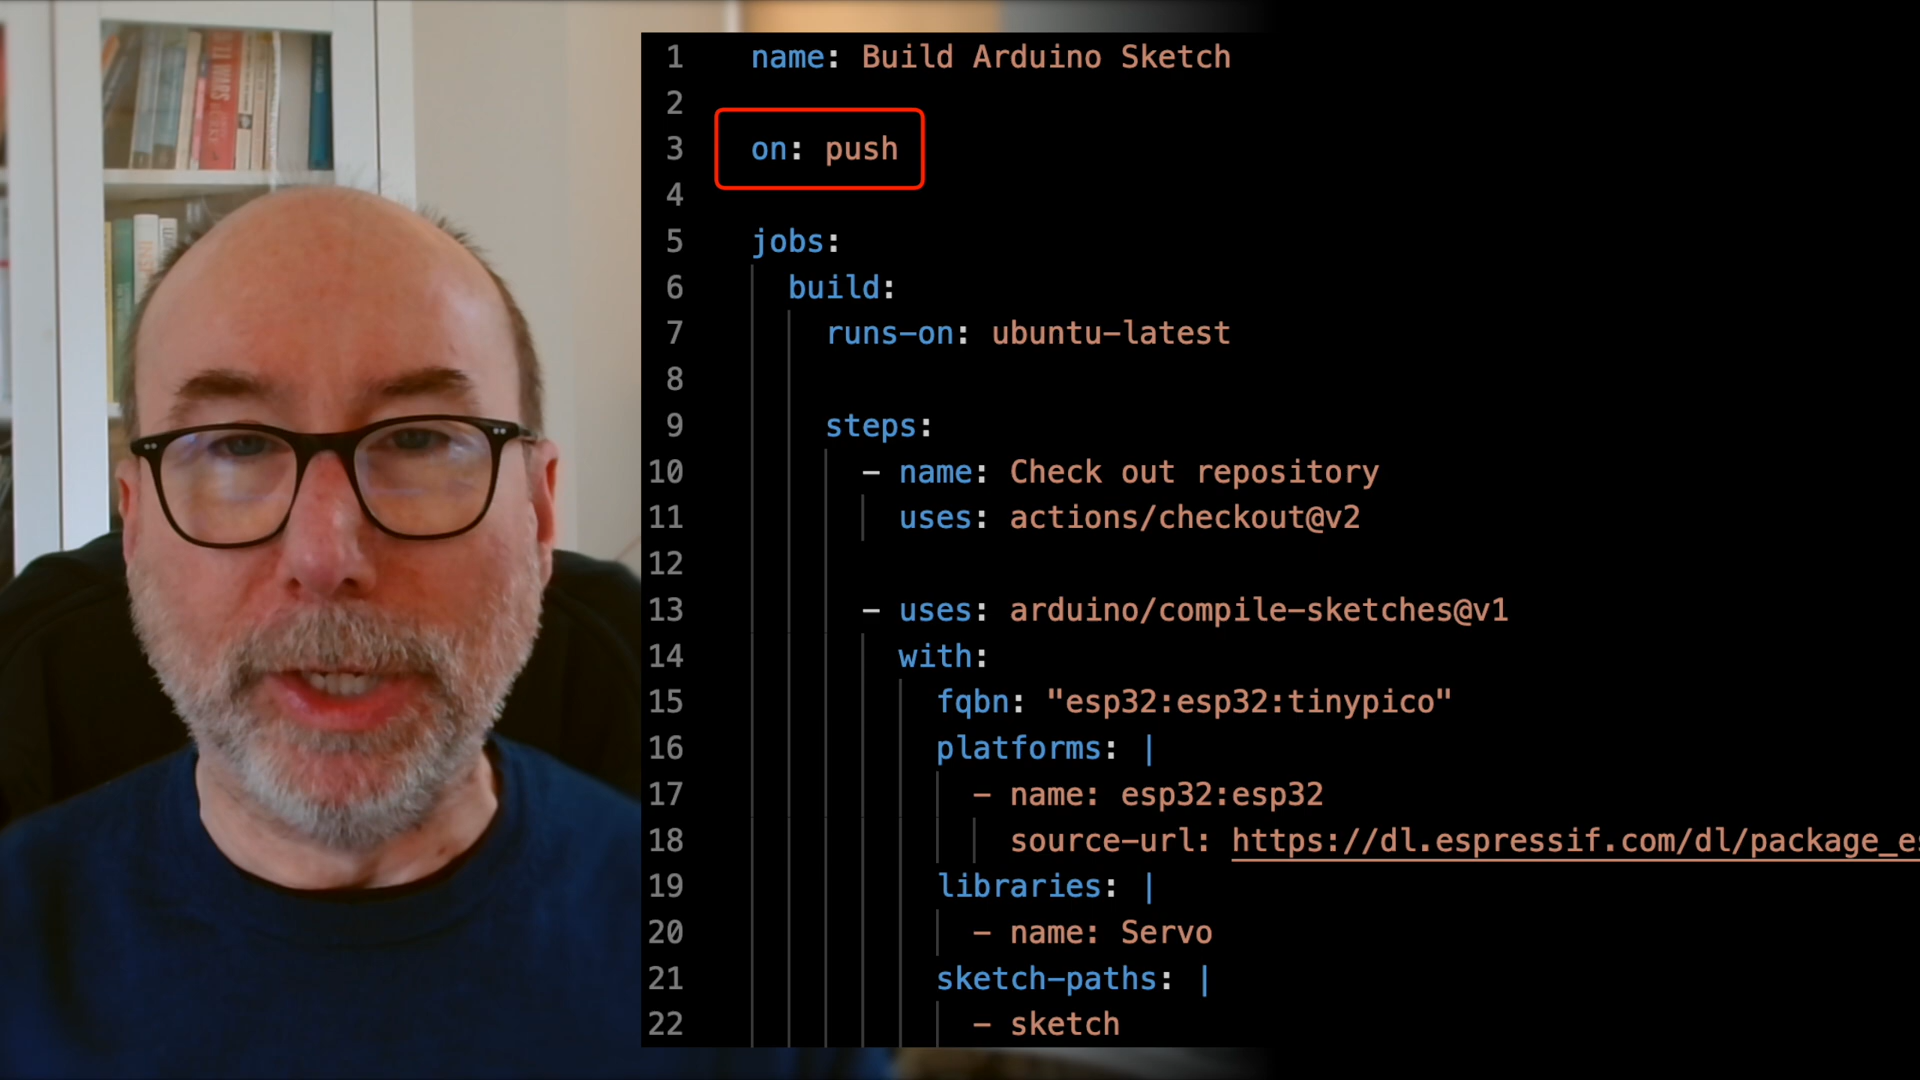 1 name: Build Arduino Sketch
2
3 on: push
4
5 jobs:
6 build:
7 runs-on: ubuntu-latest
8
9 steps:
10 - name: Check out repository
11 uses: actions/checkout@v2
12
13 - uses: arduino/compile-sketches@v1
14 with:
15 fqbn: "esp32:esp32:tinypico"
16 platforms: |
17 - name: esp32:esp32
18 source-url: https://dl.espressif.com/dl/package_es
19 libraries: |
20 - name: Servo
21 sketch-paths: |
22 - sketch